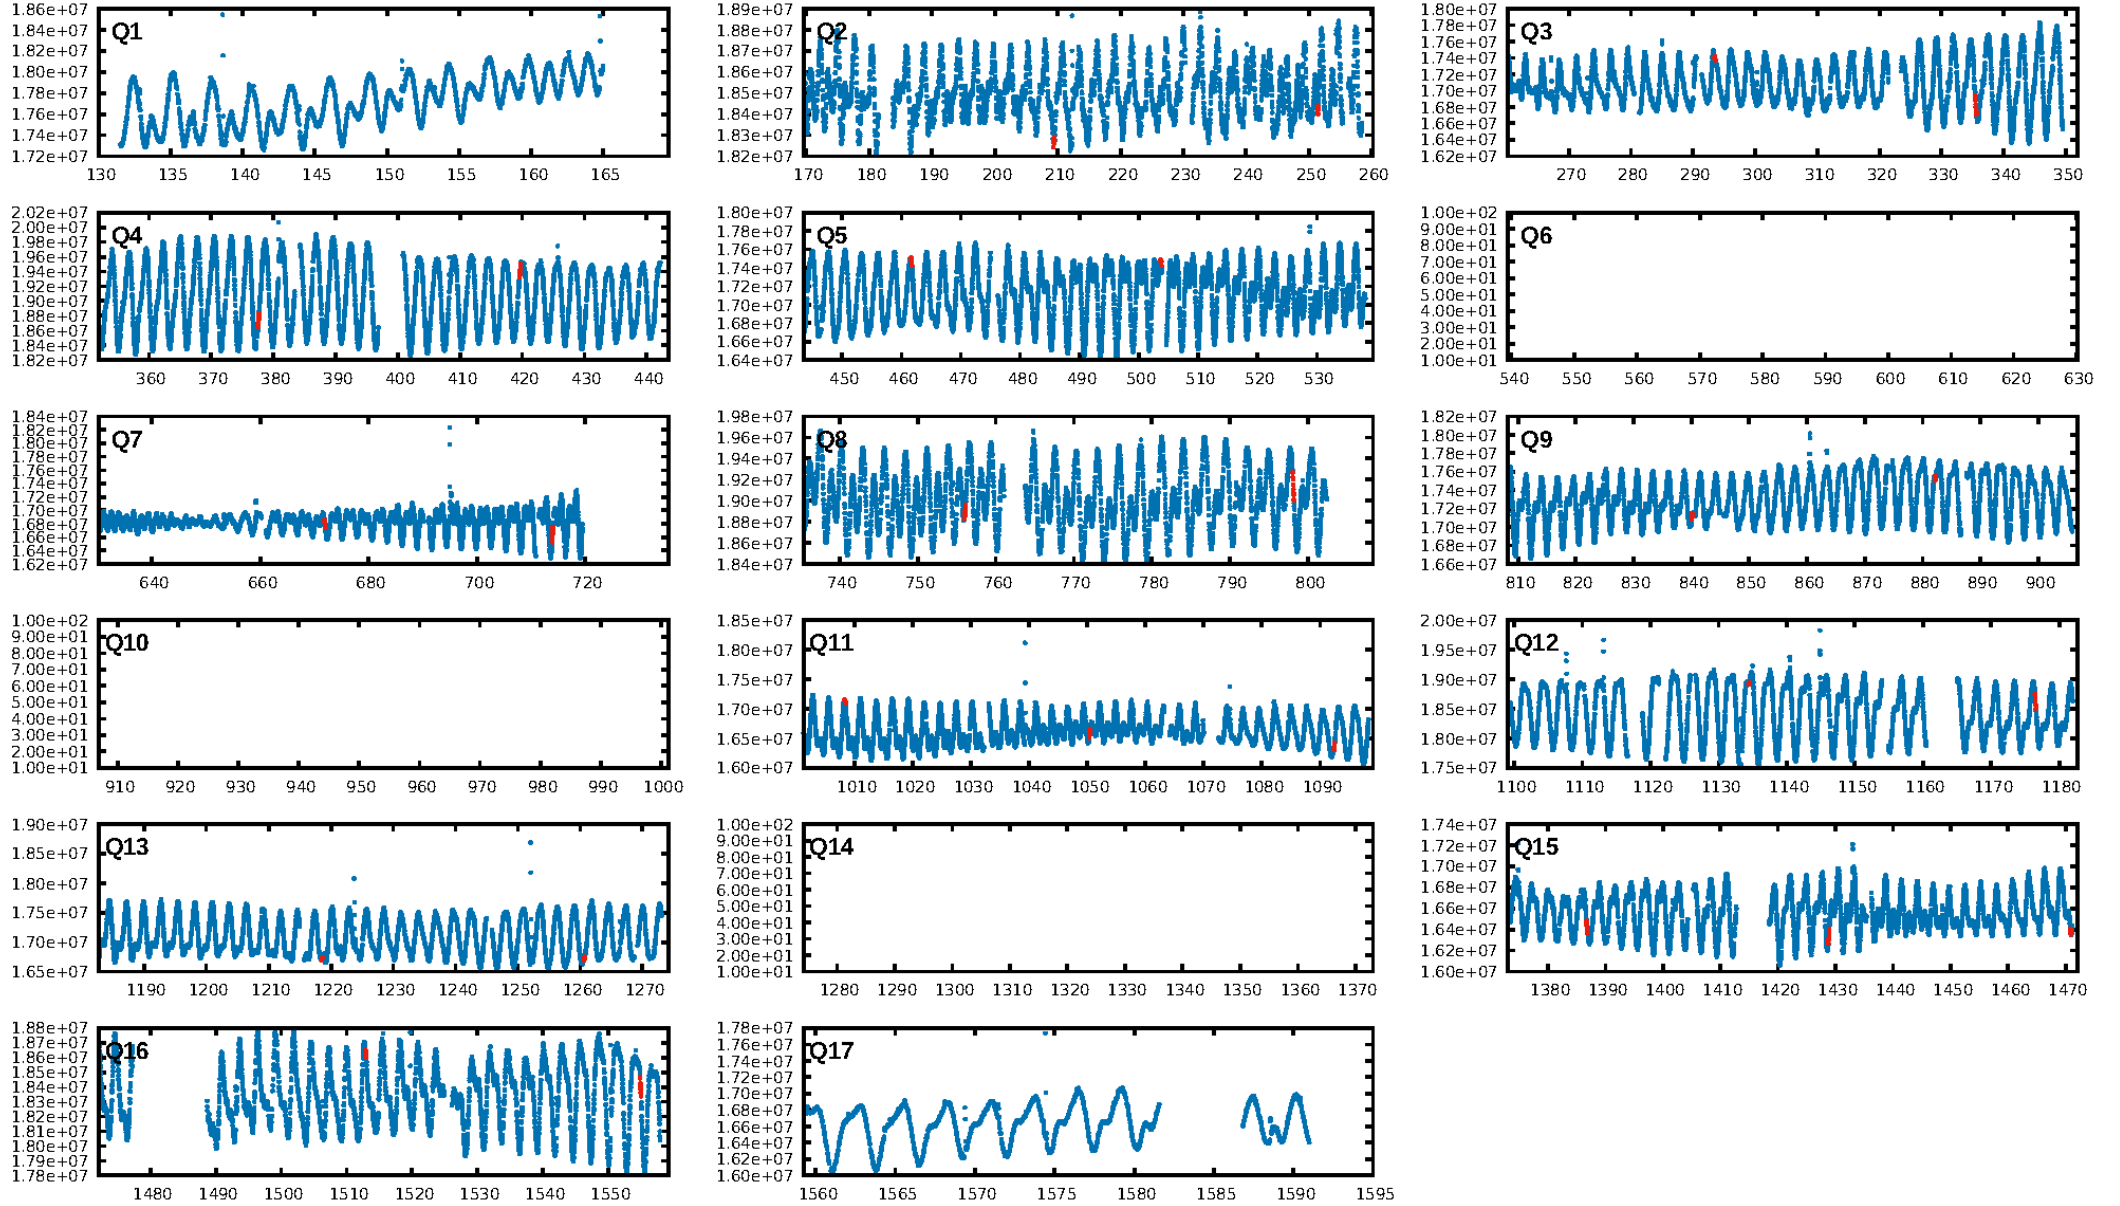 Q1
1.86e+07
1.84e+07
1.82e+07
1.80e+07
1.78e+07
1.76e+07
1.74e+07
1.72e+07
130 135 140 145 150 155 160 165
Q2
1.89e+07
1.88e+07
1.87e+07
1.86e+07
1.85e+07
1.84e+07
1.83e+07
1.82e+07
170 180 190 200 210 220 230 240 250 260
Q3
1.80e+07
1.78e+07
1.76e+07
1.74e+07
1.72e+07
1.70e+07
1.68e+07
1.66e+07
1.64e+07
1.62e+07
270 280 290 300 310 320 330 340 350
Q4
2.02e+07
2.00e+07
1.98e+07
1.96e+07
1.94e+07
1.92e+07
1.90e+07
1.88e+07
1.86e+07
1.84e+07
1.82e+07
360 370 380 390 400 410 420 430 440
Q5
1.80e+07
1.78e+07
1.76e+07
1.74e+07
1.72e+07
1.70e+07
1.68e+07
1.66e+07
1.64e+07
450 460 470 480 490 500 510 520 530
Q6
1.00e+02
9.00e+01
8.00e+01
7.00e+01
6.00e+01
5.00e+01
4.00e+01
3.00e+01
2.00e+01
1.00e+01
540 550 560 570 580 590 600 610 620 630
Q7
1.84e+07
1.82e+07
1.80e+07
1.78e+07
1.76e+07
1.74e+07
1.72e+07
1.70e+07
1.68e+07
1.66e+07
1.64e+07
1.62e+07
640 660 680 700 720
Q8
1.98e+07
1.96e+07
1.94e+07
1.92e+07
1.90e+07
1.88e+07
1.86e+07
1.84e+07
740 750 760 770 780 790 800
Q9
1.82e+07
1.80e+07
1.78e+07
1.76e+07
1.74e+07
1.72e+07
1.70e+07
1.68e+07
1.66e+07
810 820 830 840 850 860 870 880 890 900
Q10
1.00e+02
9.00e+01
8.00e+01
7.00e+01
6.00e+01
5.00e+01
4.00e+01
3.00e+01
2.00e+01
1.00e+01
910 920 930 940 950 960 970 980 990 1000
Q11
1.85e+07
1.80e+07
1.75e+07
1.70e+07
1.65e+07
1.60e+07
1010 1020 1030 1040 1050 1060 1070 1080 1090
Q12
2.00e+07
1.95e+07
1.90e+07
1.85e+07
1.80e+07
1.75e+07
1100 1110 1120 1130 1140 1150 1160 1170 1180
Q13
1.90e+07
1.85e+07
1.80e+07
1.75e+07
1.70e+07
1.65e+07
1190 1200 1210 1220 1230 1240 1250 1260 1270
Q14
1.00e+02
9.00e+01
8.00e+01
7.00e+01
6.00e+01
5.00e+01
4.00e+01
3.00e+01
2.00e+01
1.00e+01
1280 1290 1300 1310 1320 1330 1340 1350 1360 1370
Q15
1.74e+07
1.72e+07
1.70e+07
1.68e+07
1.66e+07
1.64e+07
1.62e+07
1.60e+07
1380 1390 1400 1410 1420 1430 1440 1450 1460 1470
Q16
1.88e+07
1.87e+07
1.86e+07
1.85e+07
1.84e+07
1.83e+07
1.82e+07
1.81e+07
1.80e+07
1.79e+07
1.78e+07
1480 1490 1500 1510 1520 1530 1540 1550
Q17
1.78e+07
1.76e+07
1.74e+07
1.72e+07
1.70e+07
1.68e+07
1.66e+07
1.64e+07
1.62e+07
1.60e+07
1560 1565 1570 1575 1580 1585 1590 1595